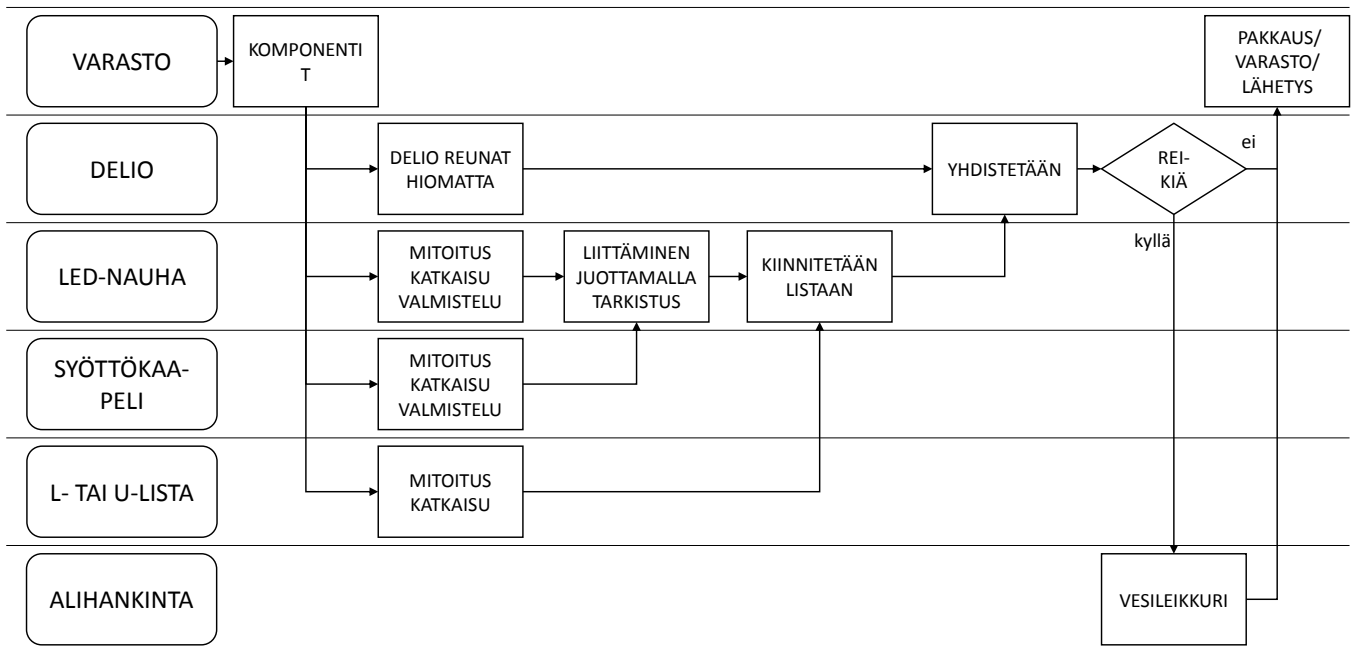 VARASTO
KOMPONENTI
T
PAKKAUS/
VARASTO/
LÄHETYS
DELIO
DELIO REUNAT
HIOMATTA
YHDISTETÄÄN
REI-
KIÄ
ei
kyllä
LED-NAUHA
MITOITUS
KATKAISU
VALMISTELU
LIITTÄMINEN
JUOTTAMALLA
TARKISTUS
KIINNITETÄÄN
LISTAAN
SYÖTTÖKAA-
PELI
MITOITUS
KATKAISU
VALMISTELU
L- TAI U-LISTA
MITOITUS
KATKAISU
ALIHANKINTA
VESILEIKKURI